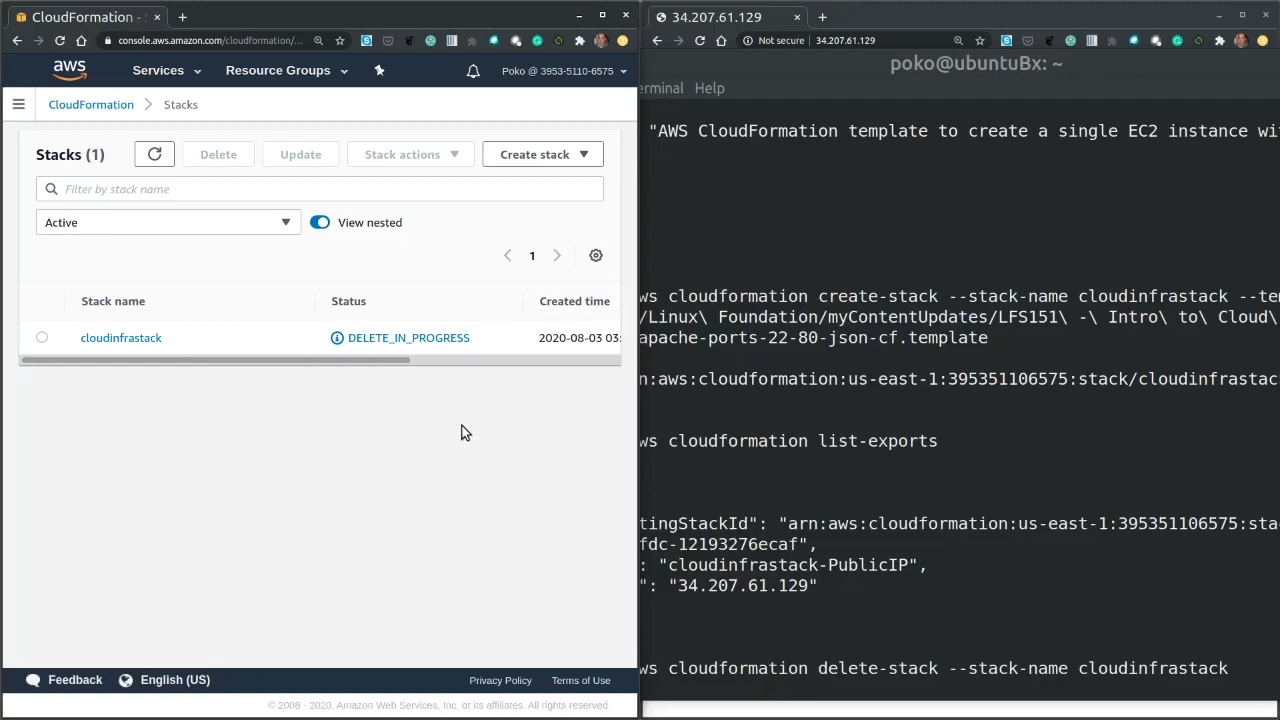 CloudFormation - S
34.207.61.129
console.aws.amazon.com/cloudformation/...
Not secure
34.207.61.129
aws
Services
Resource Groups
Poko @ 3953-5110-6575
CloudFormation
Stacks
Stacks (1)
Delete
Update
Stack actions
Create stack
Filter by stack name
Active
View nested
1
Stack name
Status
Created time
cloudinfrastack
DELETE_IN_PROGRESS
2020-08-03 03:
Feedback
English (US)
Privacy Policy
Terms of Use
© 2008 - 2020, Amazon Web Services, Inc. or its affiliates. All rights reserved.
poko@ubuntuBx: ~
erminal
Help
"AWS CloudFormation template to create a single EC2 instance wi
ws cloudformation create-stack --stack-name cloudinfrastack --te
/Linux\ Foundation/myContentUpdates/LFS151\ -\ Intro\ to\ Cloud\
apache-ports-22-80-json-cf.template
n:aws:cloudformation:us-east-1:395351106575:stack/cloudinfrastac
ws cloudformation list-exports
tingStackId": "arn:aws:cloudformation:us-east-1:395351106575:sta
fdc-12193276ecaf",
: "cloudinfrastack-PublicIP",
": "34.207.61.129"
ws cloudformation delete-stack --stack-name cloudinfrastack